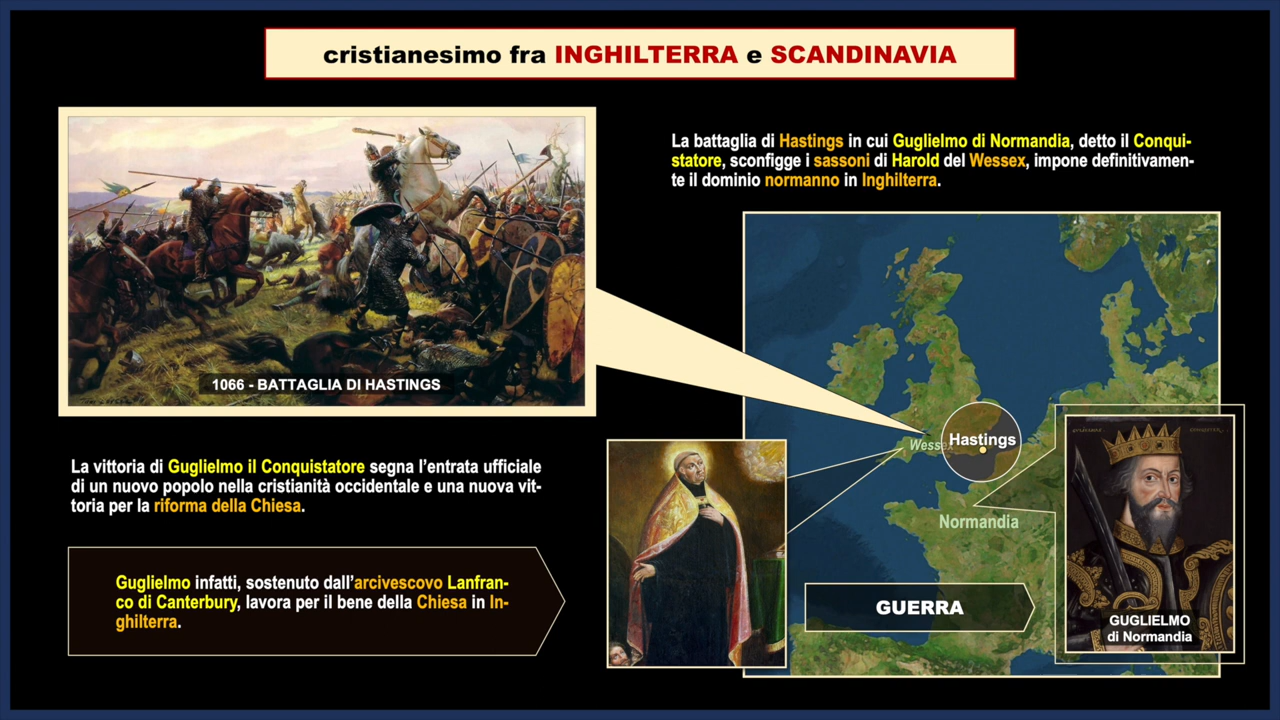 cristianesimo fra INGHILTERRA e SCANDINAVIA
La battaglia di Hastings in cui Guglielmo di Normandia, detto il Conqui-
statore, sconfigge i sassoni di Harold del Wessex, impone definitivamen-
te il dominio normanno in Inghilterra.
1066 - BATTAGLIA DI HASTINGS
Wessex
Hastings
Normandia
La vittoria di Guglielmo il Conquistatore segna l'entrata ufficiale
di un nuovo popolo nella cristianità occidentale e una nuova vit-
toria per la riforma della Chiesa.
Guglielmo infatti, sostenuto dall'arcivescovo Lanfran-
co di Canterbury, lavora per il bene della Chiesa in In-
ghilterra.
GUERRA
GUGLIELMO
di Normandia